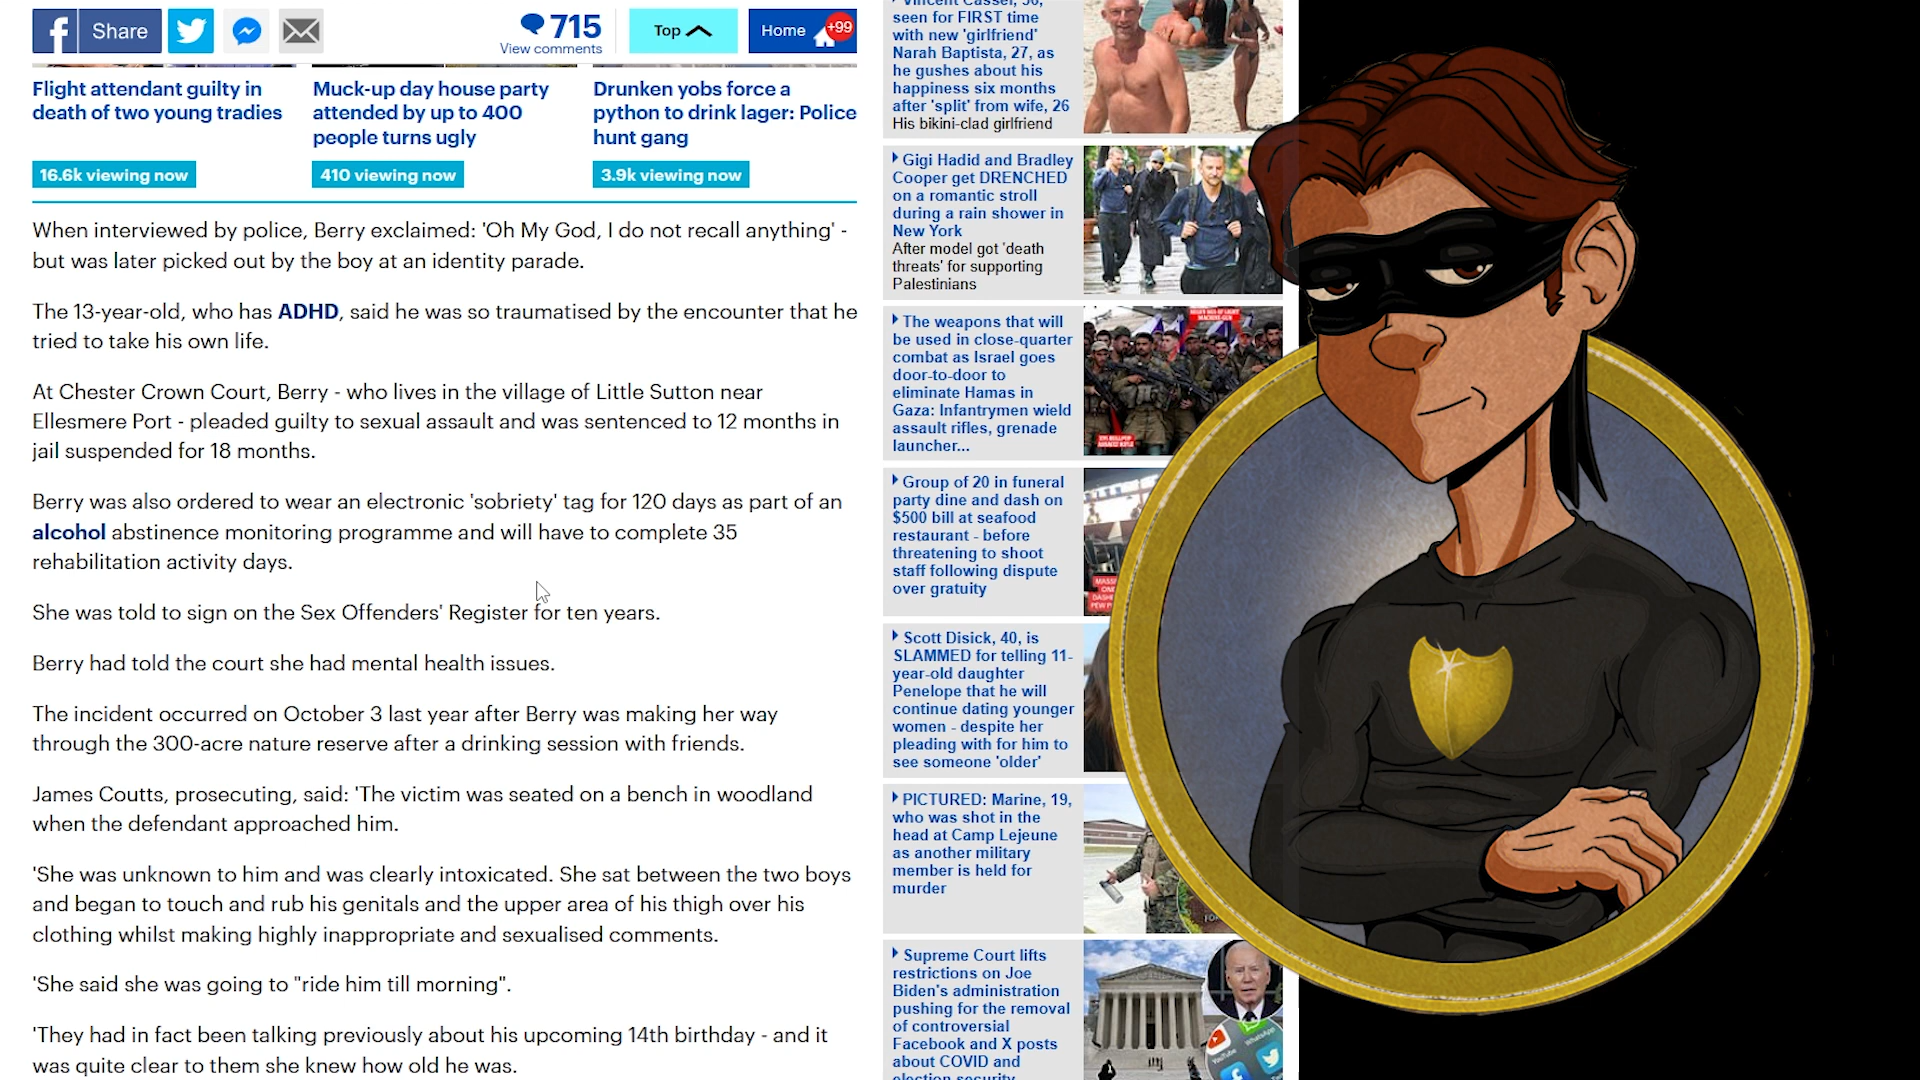 Share
715
View comments
Top
Home
+99
Flight attendant guilty in
death of two young tradies
16.6k viewing now
Muck-up day house party
attended by up to 400
people turns ugly
410 viewing now
Drunken yobs force a
python to drink lager: Police
hunt gang
3.9k viewing now
When interviewed by police, Berry exclaimed: 'Oh My God, I do not recall anything' -
but was later picked out by the boy at an identity parade.
The 13-year-old, who has ADHD, said he was so traumatised by the encounter that he
tried to take his own life.
At Chester Crown Court, Berry - who lives in the village of Little Sutton near
Ellesmere Port - pleaded guilty to sexual assault and was sentenced to 12 months in
jail suspended for 18 months.
Berry was also ordered to wear an electronic 'sobriety' tag for 120 days as part of an
alcohol abstinence monitoring programme and will have to complete 35
rehabilitation activity days.
She was told to sign on the Sex Offenders' Register for ten years.
Berry had told the court she had mental health issues.
The incident occurred on October 3 last year after Berry was making her way
through the 300-acre nature reserve after a drinking session with friends.
James Coutts, prosecuting, said: 'The victim was seated on a bench in woodland
when the defendant approached him.
'She was unknown to him and was clearly intoxicated. She sat between the two boys
and began to touch and rub his genitals and the upper area of his thigh over his
clothing whilst making highly inappropriate and sexualised comments.
'She said she was going to "ride him till morning".
'They had in fact been talking previously about his upcoming 14th birthday - and it
was quite clear to them she knew how old he was.
Vincent Cassel, 56,
seen for FIRST time
with new 'girlfriend'
Narah Baptista, 27, as
he gushes about his
happiness six months
after 'split' from wife, 26
His bikini-clad girlfriend
Gigi Hadid and Bradley
Cooper get DRENCHED
on a romantic stroll
during a rain shower in
New York
After model got 'death
threats' for supporting
Palestinians
The weapons that will
be used in close-quarter
combat as Israel goes
door-to-door to
eliminate Hamas in
Gaza: Infantrymen wield
assault rifles, grenade
launcher...
Group of 20 in funeral
party dine and dash on
$500 bill at seafood
restaurant - before
threatening to shoot
staff following dispute
over gratuity
Scott Disick, 40, is
SLAMMED for telling 11-
year-old daughter
Penelope that he will
continue dating younger
women - despite her
pleading with for him to
see someone 'older'
PICTURED: Marine, 19,
who was shot in the
head at Camp Lejeune
as another military
member is held for
murder
Supreme Court lifts
restrictions on Joe
Biden's administration
pushing for the removal
of controversial
Facebook and X posts
about COVID and
election security